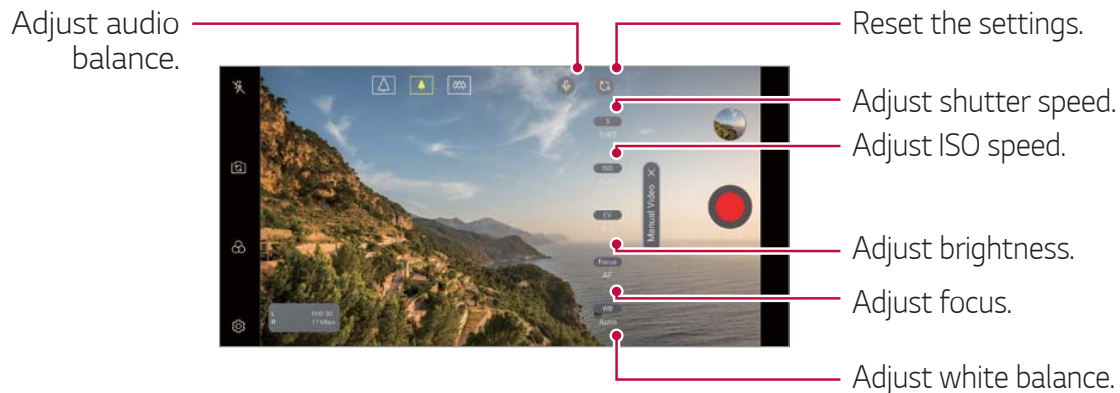 Adjust audio
balance.
Reset the settings.
Adjust shutter speed.
Adjust ISO speed.
Adjust brightness.
Adjust focus.
Adjust white balance.
S
1/60
ISO
EV
Focus
AF
WB
Auto
Manual Video
L
R
FHD 30
17 Mbps